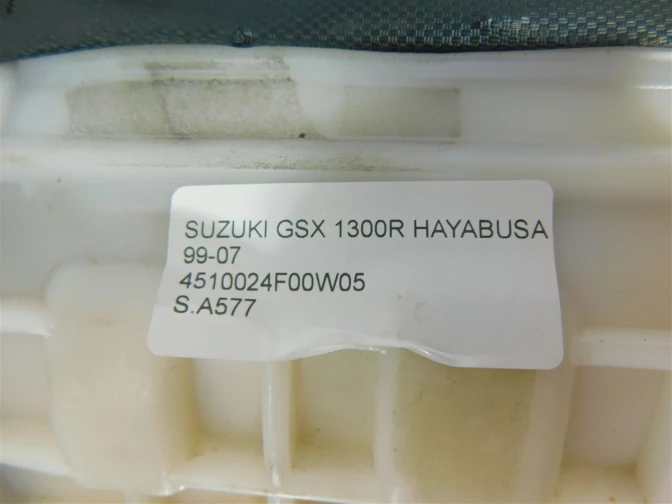 SUZUKI GSX 1300R HAYABUSA
99-07
4510024F00W05
S.A577